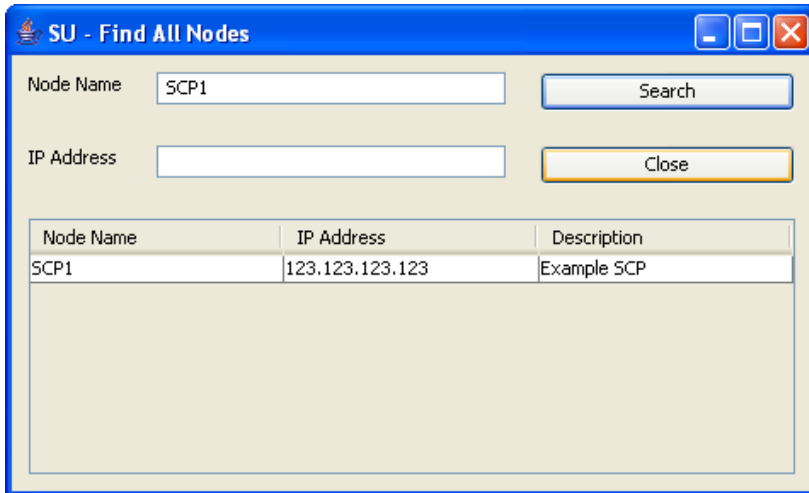 SU - Find All Nodes
Node Name SCP1 Search
IP Address Close
Node Name IP Address Description
SCP1 123.123.123.123 Example SCP